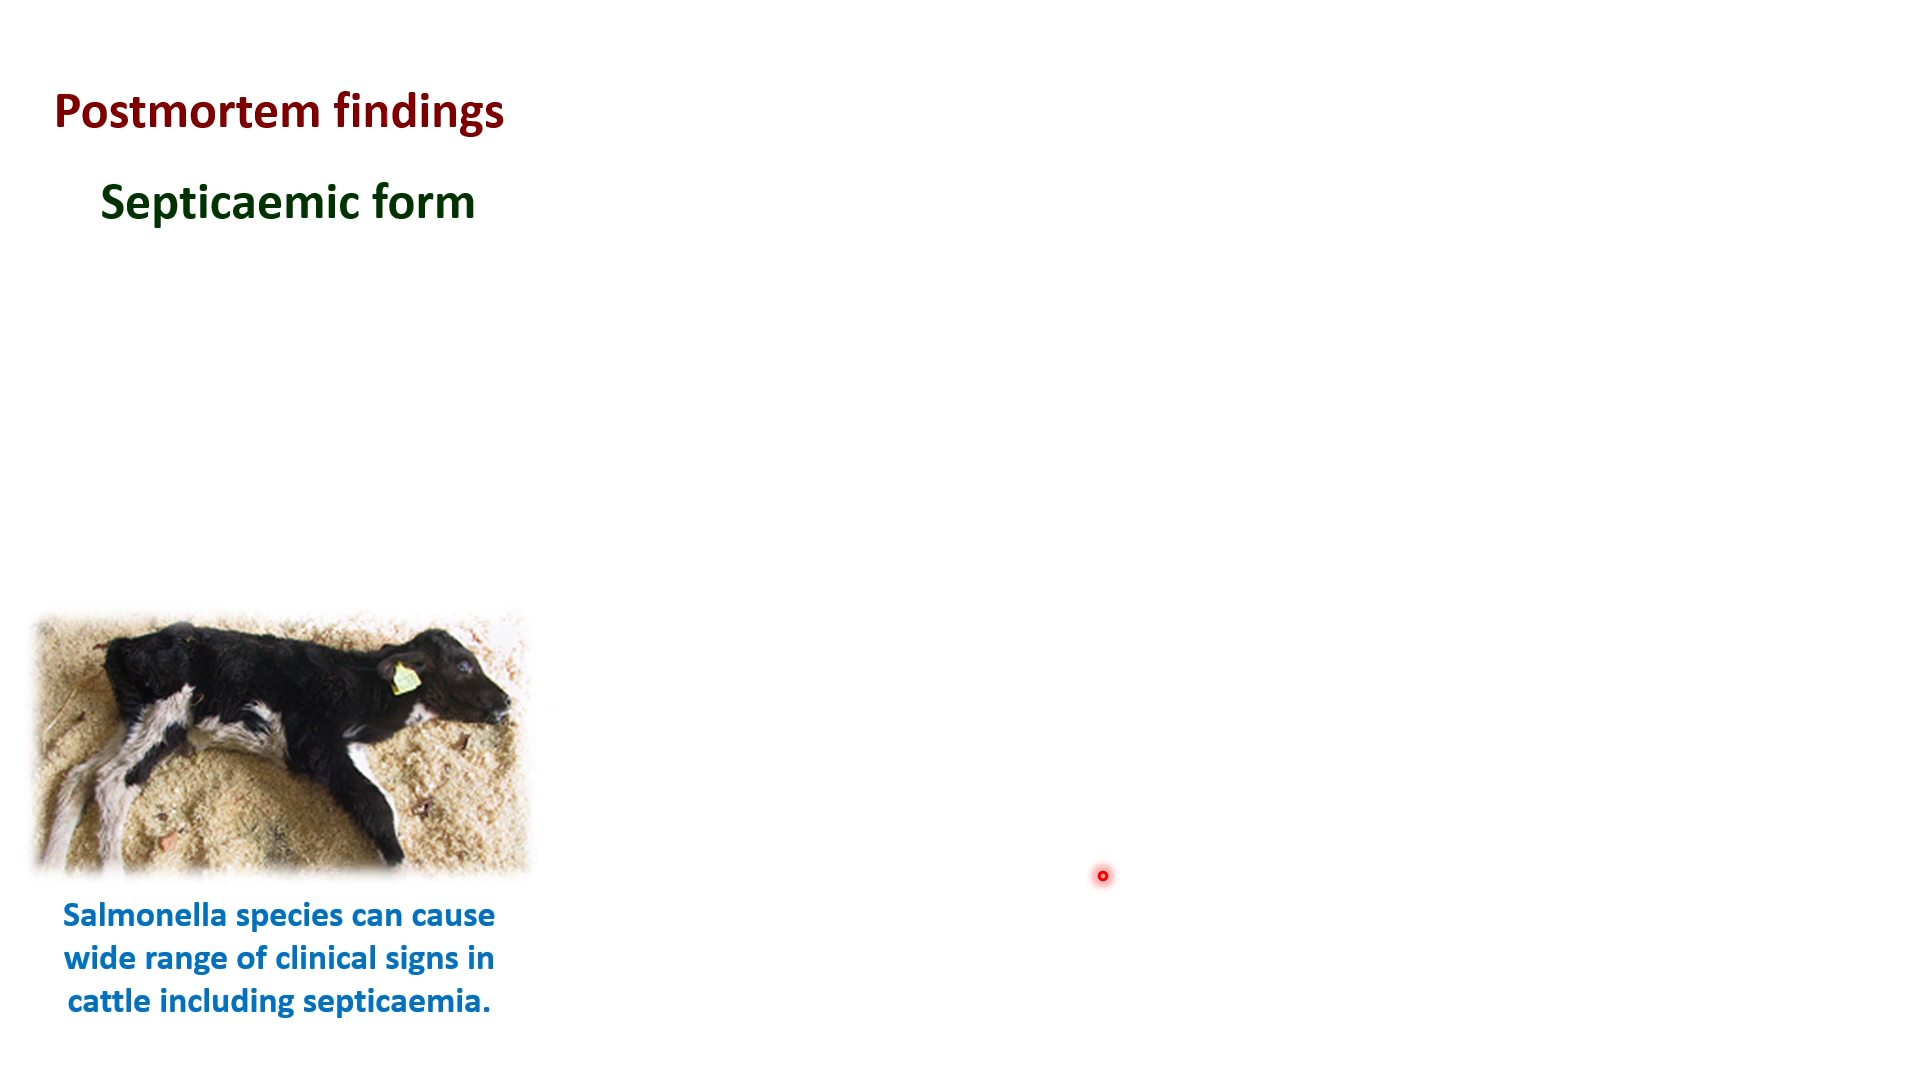 Postmortem findings
Septicaemic form
Salmonella species can cause
wide range of clinical signs in
cattle including septicaemia.